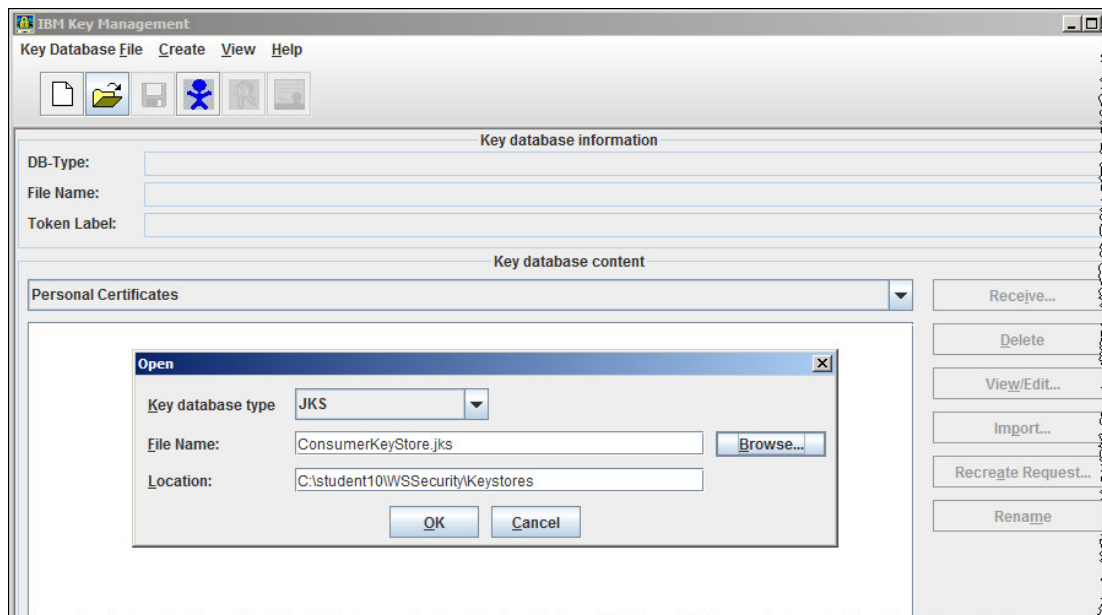 IBM Key Management
Key Database File Create View Help
Key database information
DB-Type:
File Name:
Token Label:
Key database content
Personal Certificates
Receive...
Delete
View/Edit...
Import...
Recreate Request...
Rename
Open
Key database type JKS
File Name: ConsumerKeyStore.jks Browse...
Location: C:\student10\WSSecurity\Keystores
OK Cancel